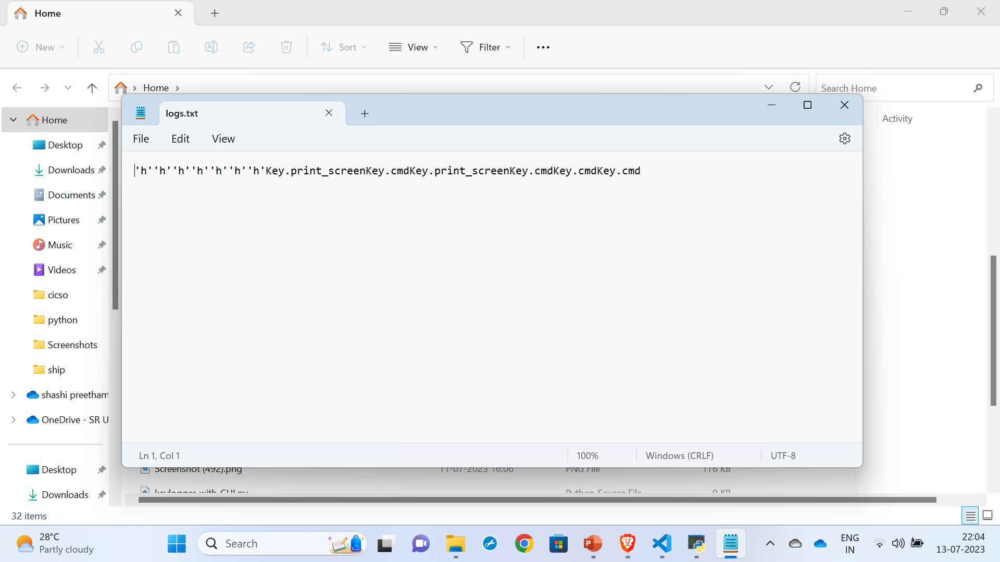 Home
New
Sort
View
Filter
Home
Search Home
logs.txt
Home
Activity
File
Edit
View
Desktop
'h''h''h''h''h''h''h'Key.print_screenKey.cmdKey.print_screenKey.cmdKey.cmdKey.cmd
Downloads
Documents
Pictures
Music
Videos
cicso
python
Screenshots
ship
shashi preetham
OneDrive - SR U
Ln 1, Col 1
100%
Windows (CRLF)
UTF-8
Desktop
Screenshot (492).png
11-07-2023 16:06
PNG File
176 KB
Downloads
keylogger with GUI.py
Python Source File
0 KB
32 items
28°C
Partly cloudy
Search
ENG
IN
22:04
13-07-2023